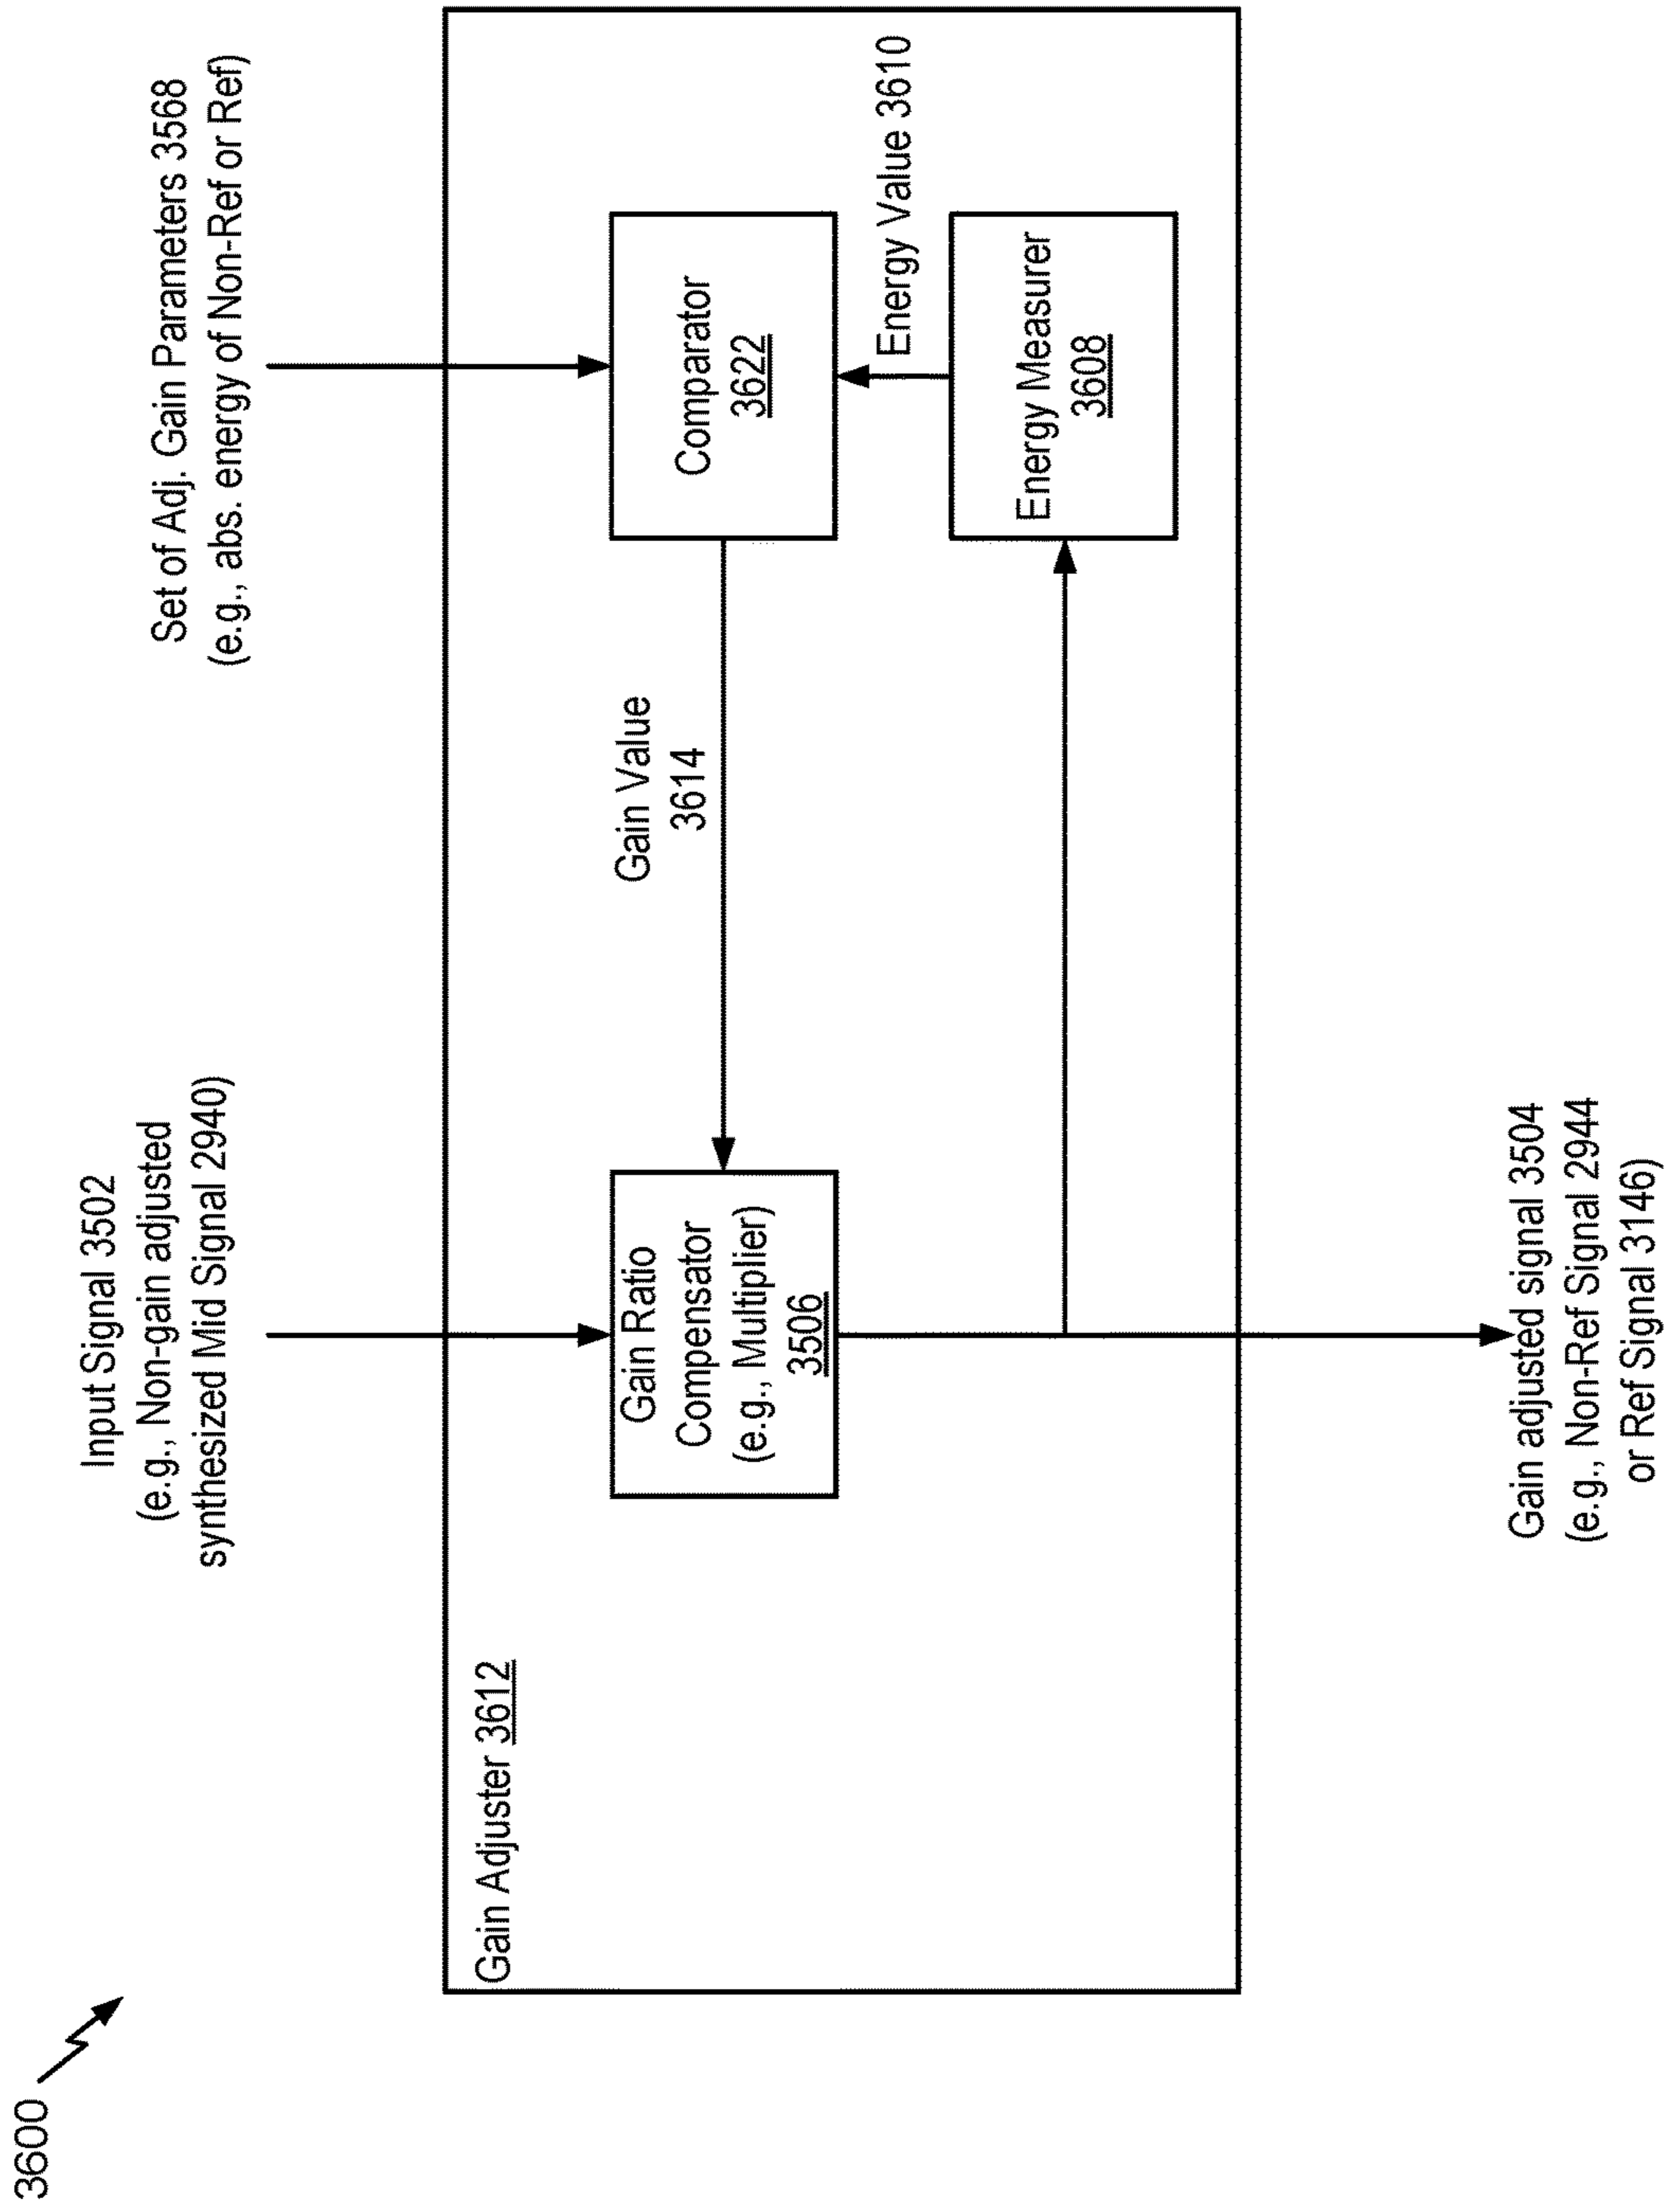 3600
Input Signal 3502
(e.g., Non-gain adjusted
synthesized Mid Signal 2940)
Set of Adj. Gain Parameters 3568
(e.g., abs. energy of Non-Ref or Ref)
Gain Adjuster 3612
Gain Ratio
Compensator
(e.g., Multiplier)
3506
Gain Value
3614
Comparator
3622
Energy Value 3610
Energy Measurer
3608
Gain adjusted signal 3504
(e.g., Non-Ref Signal 2944
or Ref Signal 3146)